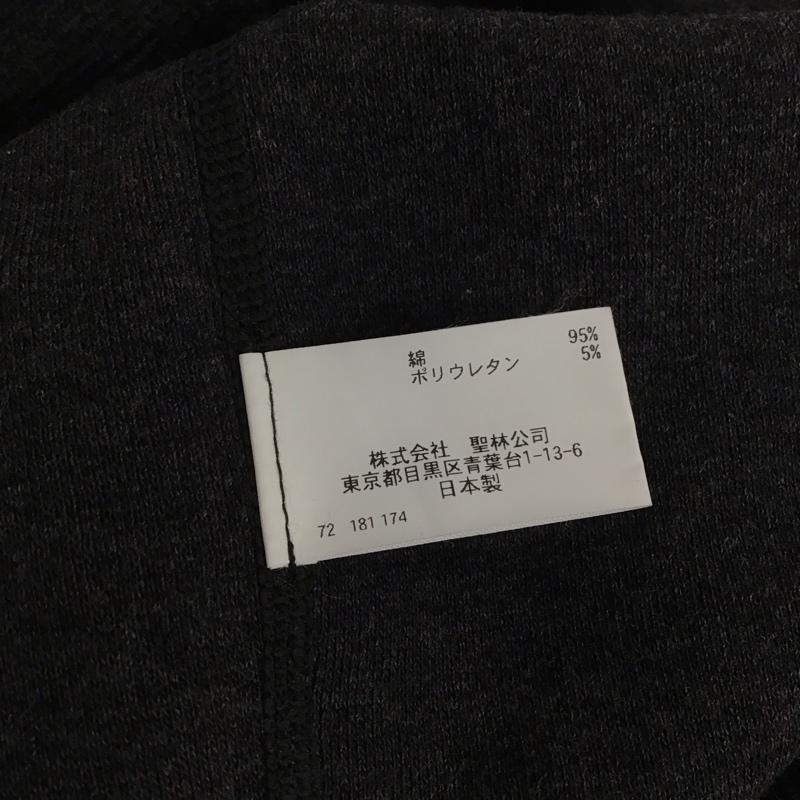 綿 95%
ポリウレタン 5%
株式会社 聖林公司
東京都目黒区青葉台1-13-6
日本製
72 181 174